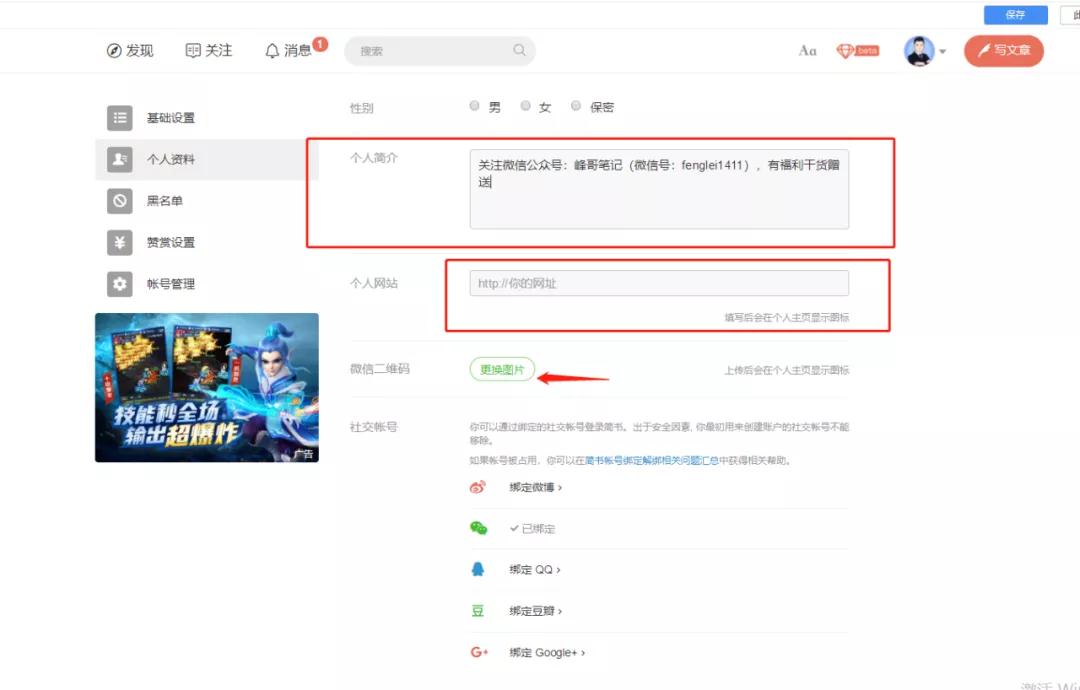 保存
发现 关注 消息 1 搜索 Aa beta 写文章
基础设置
个人资料
黑名单
赞赏设置
帐号管理
技能秒全场
输出超爆炸
广告
性别 男 女 保密
个人简介
关注微信公众号：峰哥笔记（微信号：fenglei1411），有福利干货赠
送
个人网站 http://你的网址
填写后会在个人主页显示图标
微信二维码 更换图片 上传后会在个人主页显示图标
社交帐号
你可以通过绑定的社交帐号登录简书。出于安全因素, 你最初用来创建账户的社交帐号不能
移除。
如果帐号被占用，你可以在简书帐号绑定解绑相关问题汇总中获得相关帮助。
绑定微博 ›
已绑定
绑定 QQ ›
豆 绑定豆瓣 ›
G+ 绑定 Google+ ›